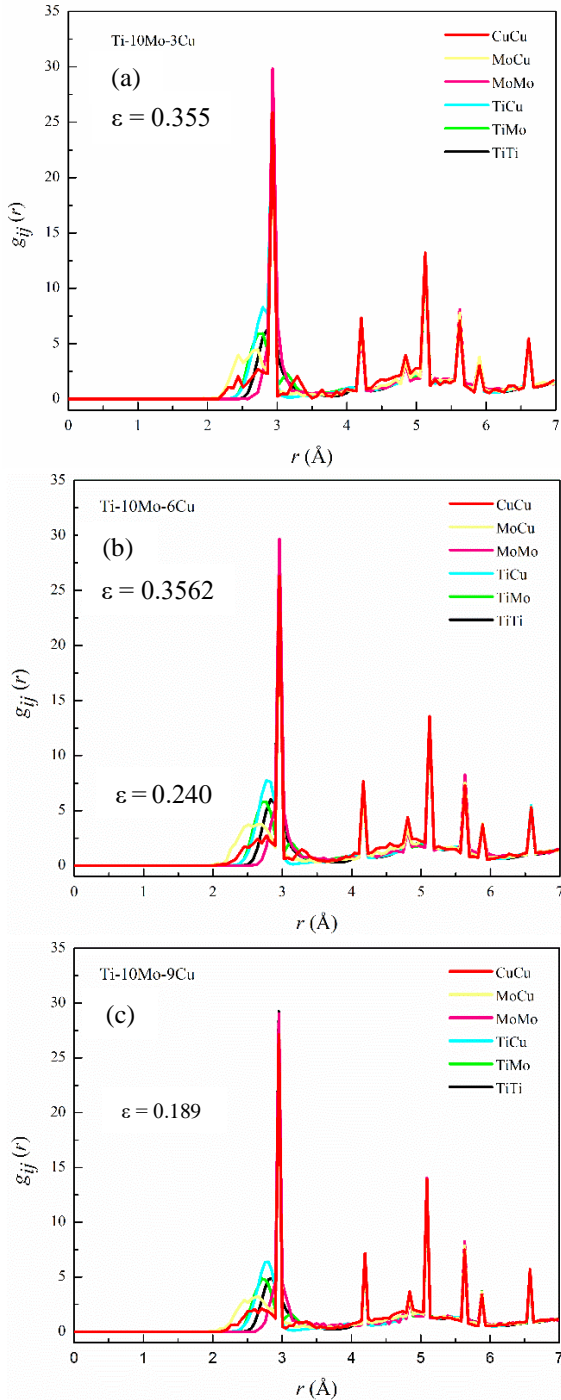 Ti-10Mo-3Cu
(a)
ε = 0.355
CuCu
MoCu
MoMo
TiCu
TiMo
TiTi
35
30
25
20
15
10
5
0
g_ij (r)
0 1 2 3 4 5 6 7
r (Å)
Ti-10Mo-6Cu
(b)
ε = 0.3562
ε = 0.240
CuCu
MoCu
MoMo
TiCu
TiMo
TiTi
35
30
25
20
15
10
5
0
g_ij (r)
0 1 2 3 4 5 6 7
r (Å)
Ti-10Mo-9Cu
(c)
ε = 0.189
CuCu
MoCu
MoMo
TiCu
TiMo
TiTi
35
30
25
20
15
10
5
0
g_ij (r)
0 1 2 3 4 5 6 7
r (Å)